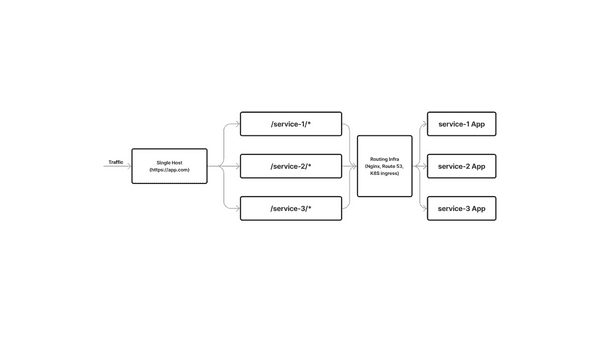 Traffic
Single Host
(https://app.com)
/service-1/*
/service-2/*
/service-3/*
Routing Infra
(Nginx, Route 53,
K8S ingress)
service-1 App
service-2 App
service-3 App